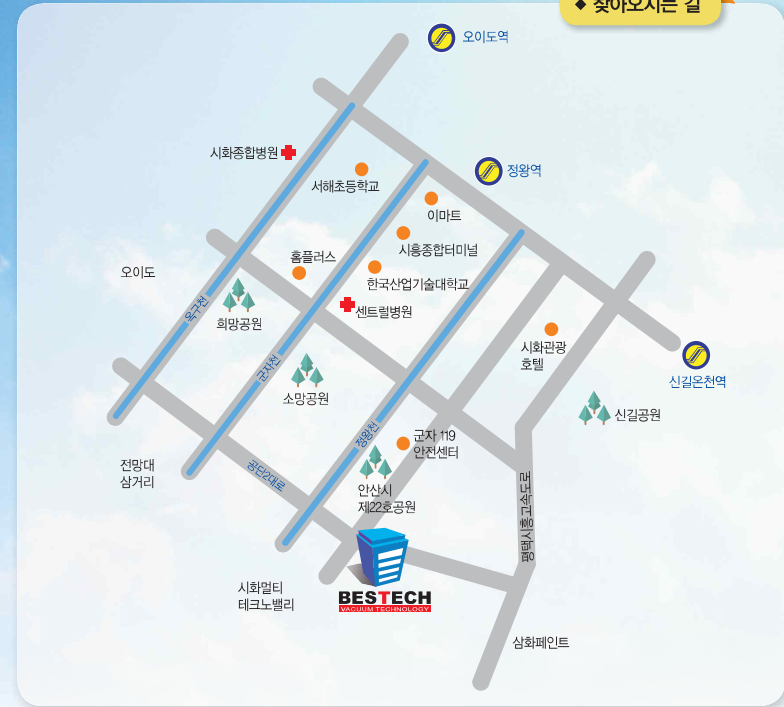 ◆ 찾아오시는 길
오이도역
시화종합병원
정왕역
서해초등학교
이마트
시흥종합터미널
홈플러스
오이도
한국산업기술대학교
옥구천
센트럴병원
희망공원
시화관광
호텔
군자천
신길온천역
소망공원
신길공원
정왕천
군자 119
안전센터
전망대
삼거리
공단2대로
안산시
제22호공원
평택시흥고속도로
시화멀티
테크노밸리
BESTECH
VACUUM TECHNOLOGY
삼화페인트